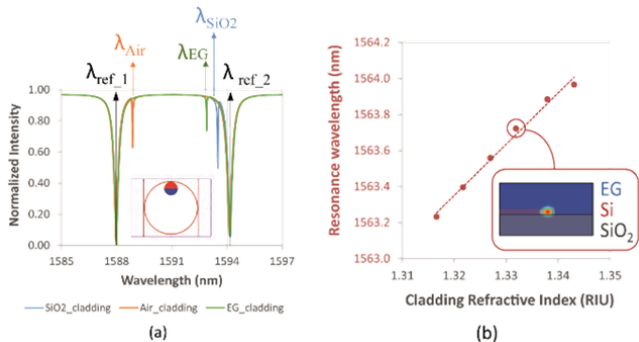 (a)
λSiO2
λAir
λEG
λref_1
λref_2
Normalized Intensity
1.00
0.80
0.60
0.40
0.20
0.00
1585
1588
1591
1594
1597
Wavelength (nm)
SiO2_cladding
Air_cladding
EG_cladding
(a)
(b)
Resonance wavelength (nm)
1564.2
1564.0
1563.8
1563.6
1563.4
1563.2
1563.0
EG
Si
SiO2
1.31
1.32
1.33
1.34
1.35
Cladding Refractive Index (RIU)
(b)